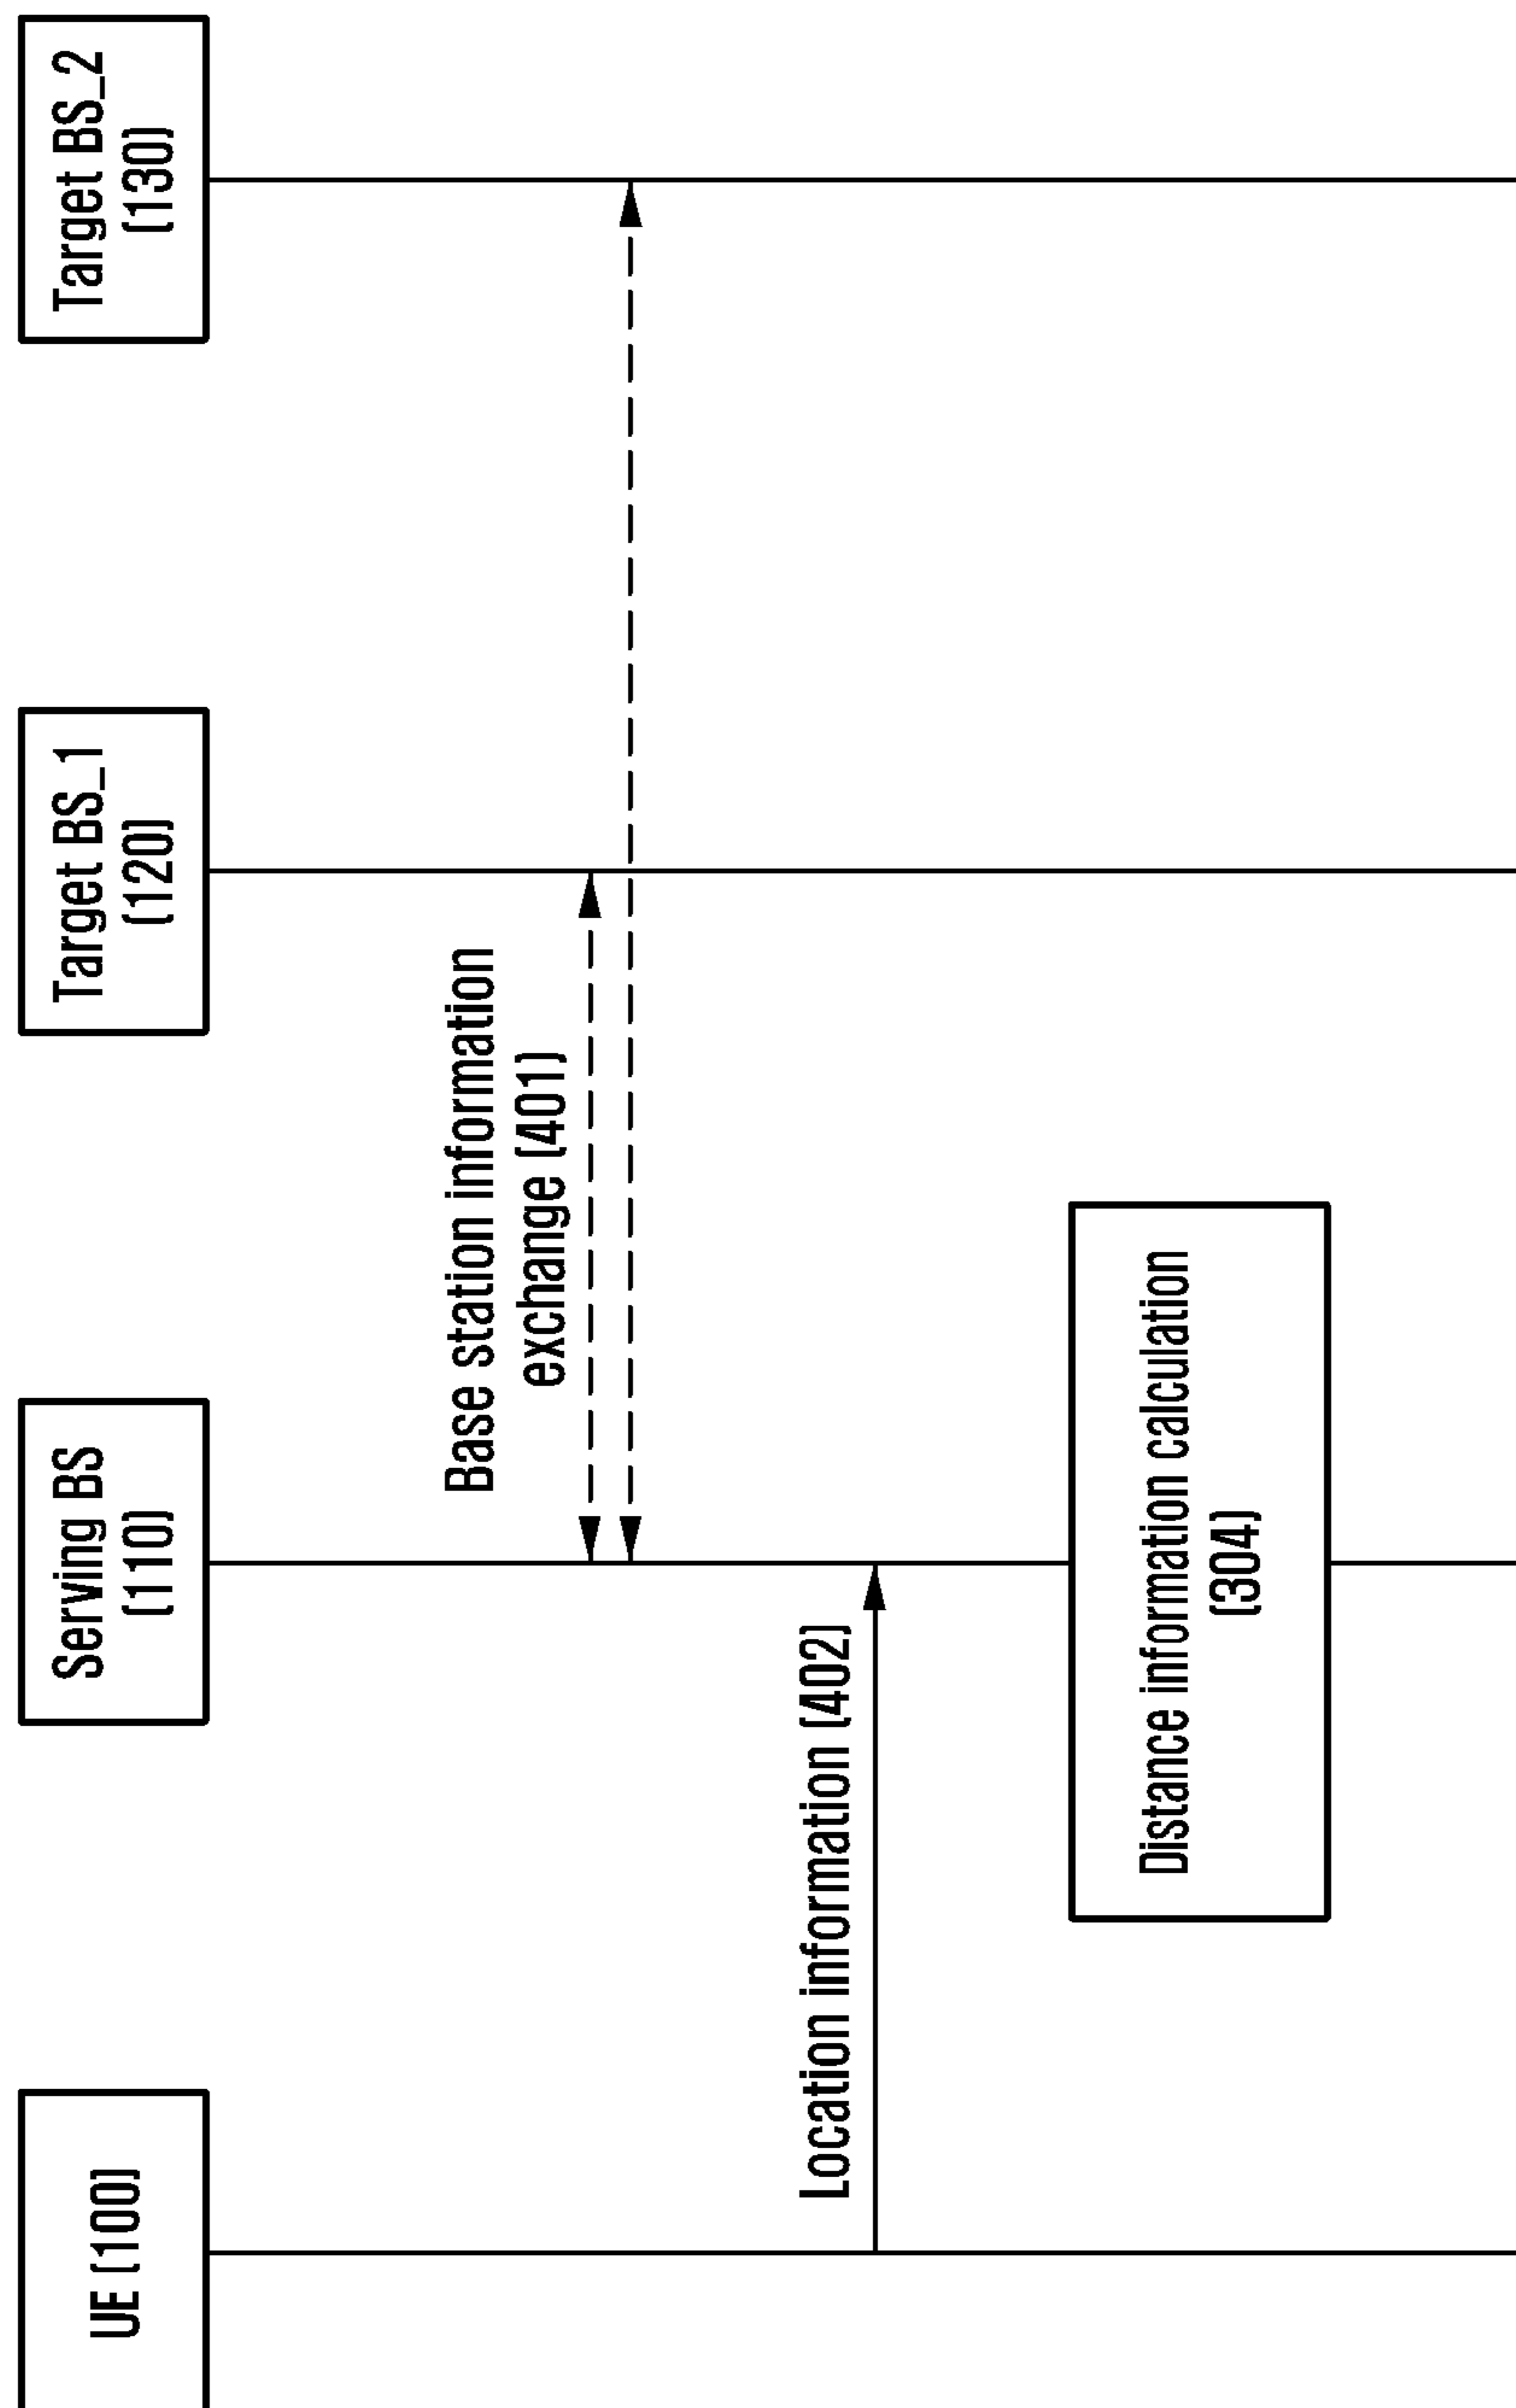 UE (100)
Serving BS
(110)
Target BS_1
(120)
Target BS_2
(130)
Base station information
exchange (401)
Location information (402)
Distance information calculation
(304)